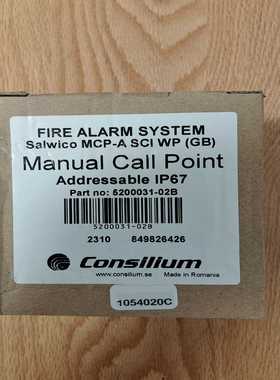 FIRE ALARM SYSTEM
Salwico MCP-A SCI WP (GB)
Manual Call Point
Addressable IP67
Part no: 5200031-02B
5200031-02B
2310 849826426
Consilium
www.consilium.se Made in Romania
1054020C